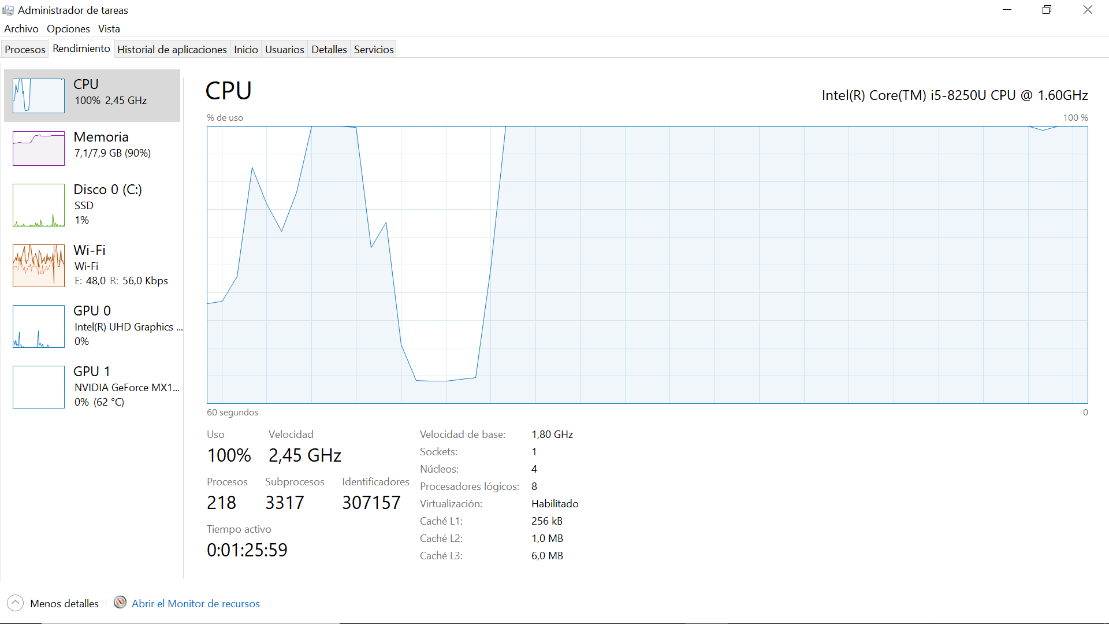 Administrador de tareas
Archivo Opciones Vista
Procesos Rendimiento Historial de aplicaciones Inicio Usuarios Detalles Servicios
CPU
100% 2,45 GHz
Memoria
7,1/7,9 GB (90%)
Disco 0 (C:)
SSD
1%
Wi-Fi
Wi-Fi
E: 48,0 R: 56,0 Kbps
GPU 0
Intel(R) UHD Graphics ...
0%
GPU 1
NVIDIA GeForce MX1...
0% (62 °C)
CPU
Intel(R) Core(TM) i5-8250U CPU @ 1.60GHz
% de uso 100 %
60 segundos 0
Uso Velocidad
100% 2,45 GHz
Procesos Subprocesos Identificadores
218 3317 307157
Tiempo activo
0:01:25:59
Velocidad de base: 1,80 GHz
Sockets: 1
Núcleos: 4
Procesadores lógicos: 8
Virtualización: Habilitado
Caché L1: 256 kB
Caché L2: 1,0 MB
Caché L3: 6,0 MB
Menos detalles Abrir el Monitor de recursos